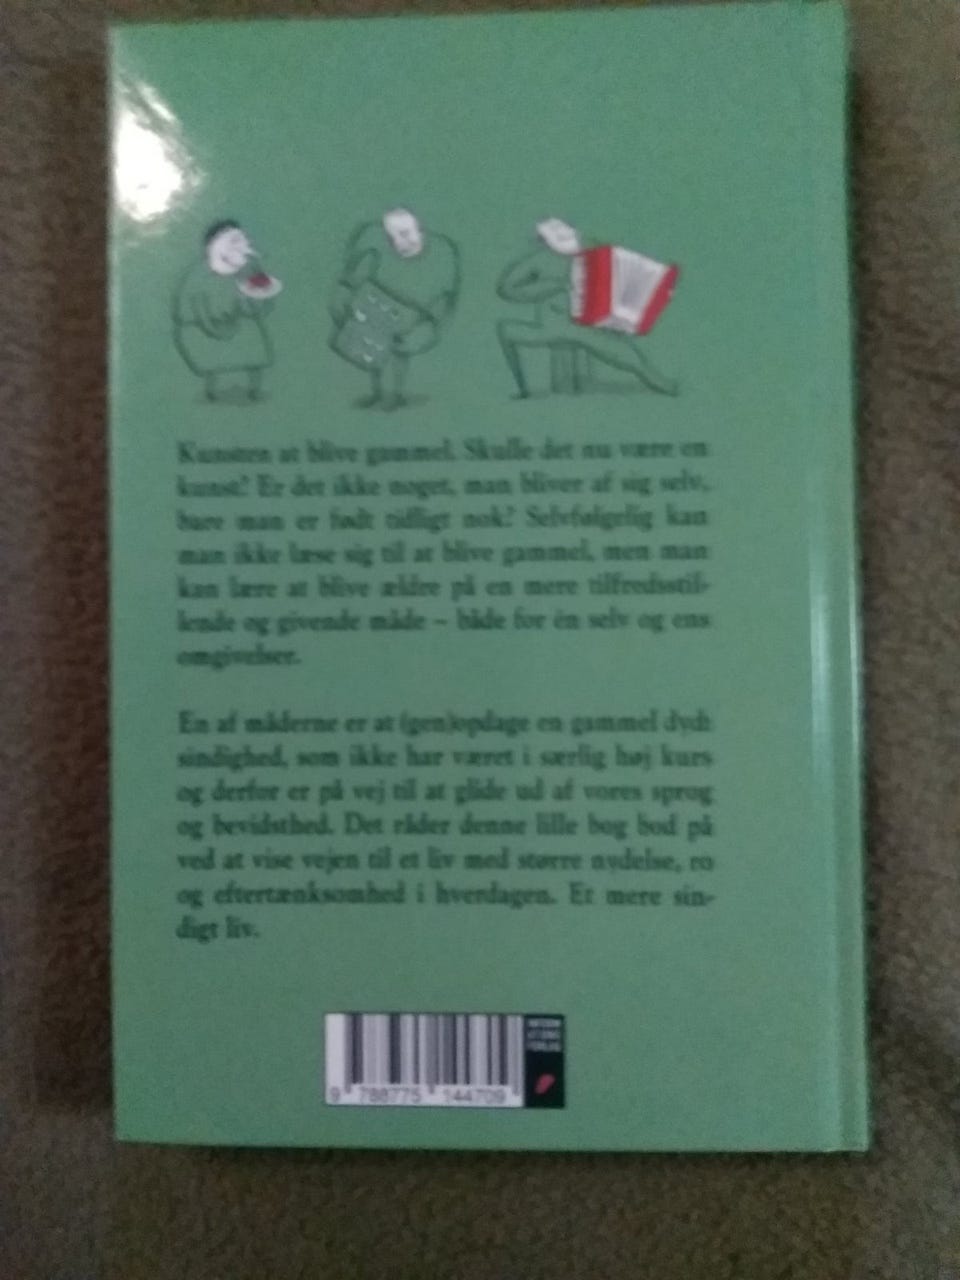 Kunsten at blive gammel. Skulle det nu være en
kunst? Er det ikke noget, man bliver af sig selv,
bare man er født tidligt nok? Selvfølgelig kan
man ikke læse sig til at blive gammel, men man
kan lære at blive ældre på en mere tilfredsstil-
lende og givende måde – både for én selv og ens
omgivelser.
En af måderne er at (gen)opdage en gammel dyd:
sindighed, som ikke har været i særlig høj kurs
og derfor er på vej til at glide ud af vores sprog
og bevidsthed. Det råder denne lille bog bod på
ved at vise vejen til et liv med større nydelse, ro
og eftertænksomhed i hverdagen. Et mere sin-
digt liv.
INFORM
ATIONS
FORLAG
9 788775 144709